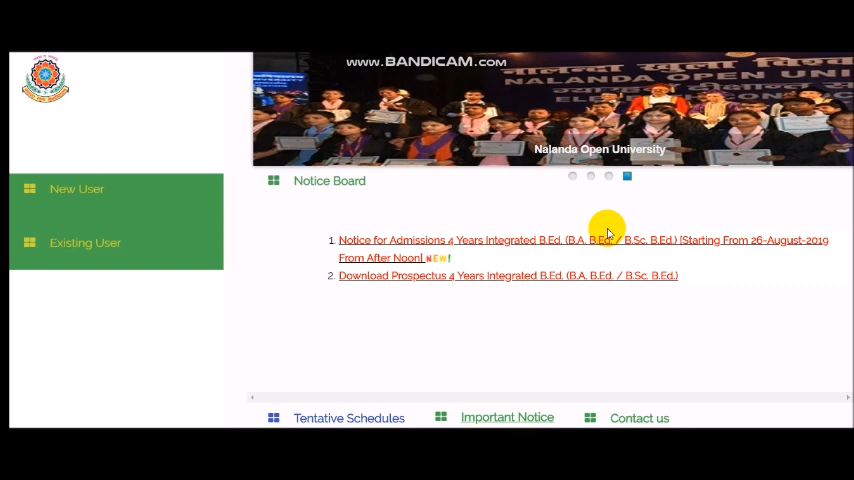 www.BANDICAM.com
नालन्दा खुला विश्व
NALANDA OPEN UNI
Nalanda Open University
New User
Existing User
Notice Board
1. Notice for Admissions 4 Years Integrated B.Ed. (B.A. B.Ed. / B.Sc. B.Ed.) [Starting From 26-August-2019
From After Noon] NEW!
2. Download Prospectus 4 Years Integrated B.Ed. (B.A. B.Ed. / B.Sc. B.Ed.)
Tentative Schedules
Important Notice
Contact us